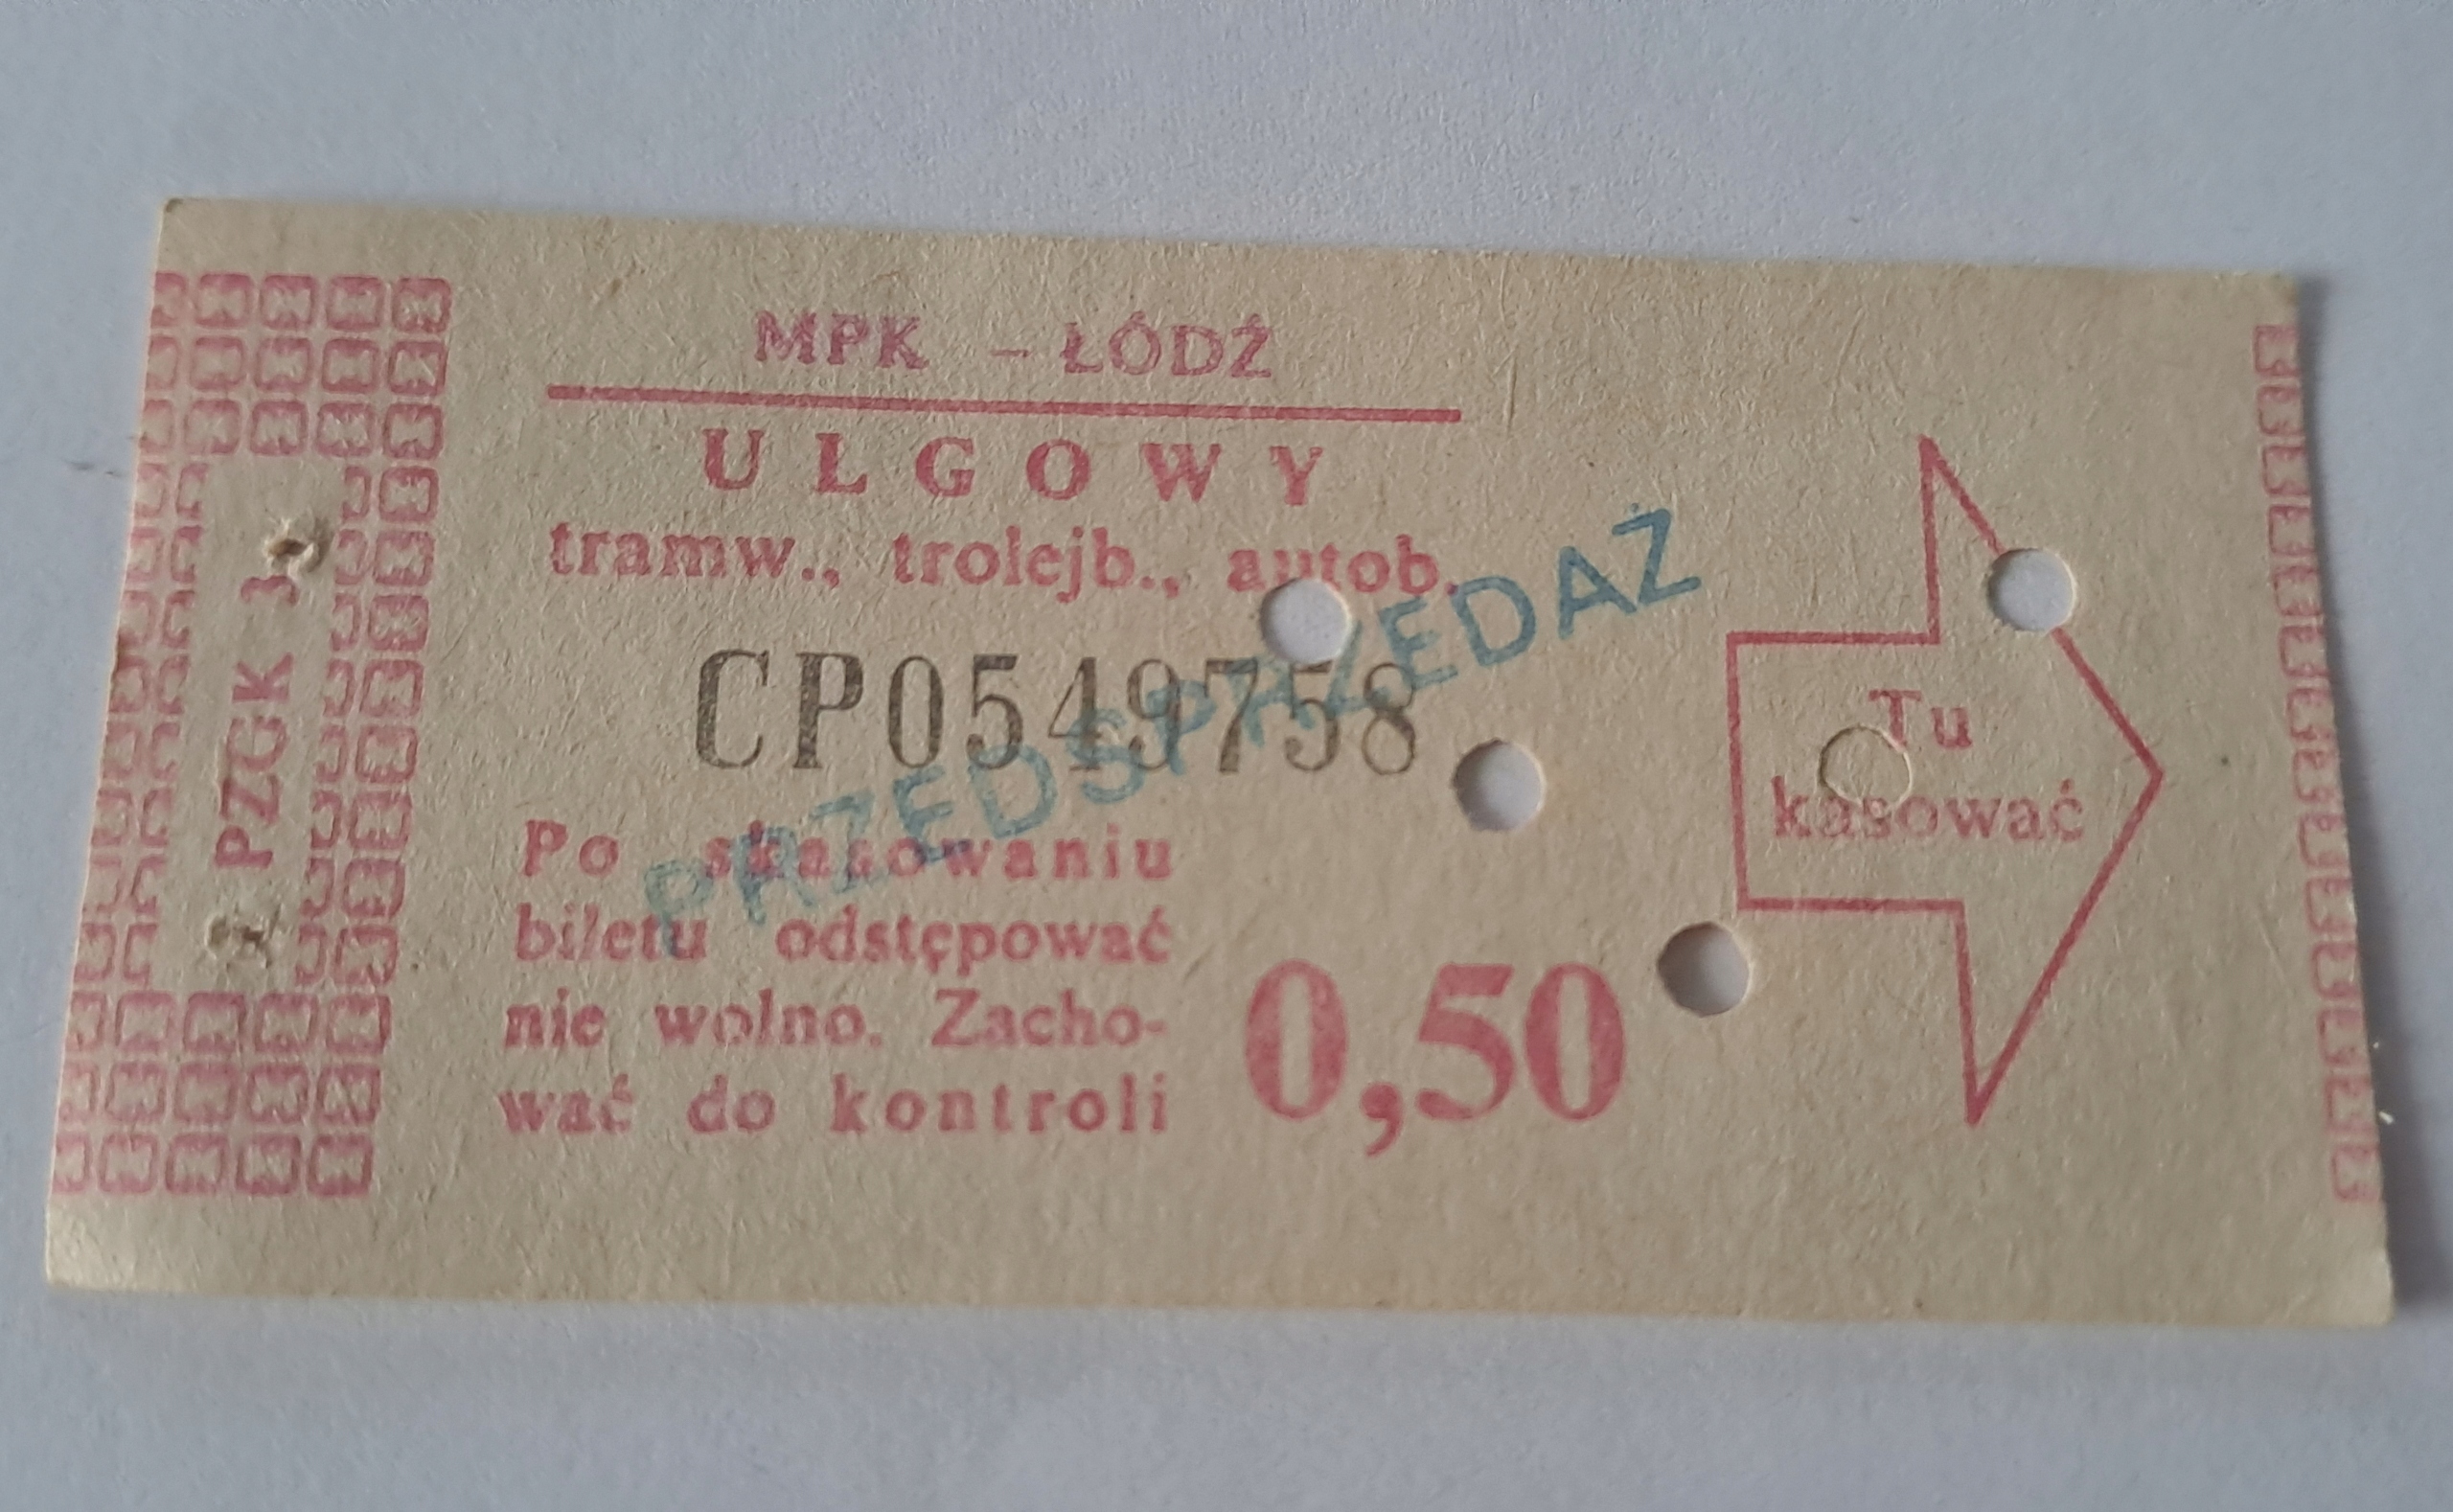 MPK – ŁÓDŹ
ULGOWY
tramw., trolejb., autob.
CP0549758
PRZEDSPRZEDAŻ
Po skasowaniu
biletu odstępować
nie wolno. Zacho-
wać do kontroli
0,50
Tu
kasować
PZGK 3